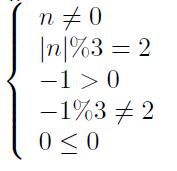 n ≠ 0
|n|%3 = 2
−1 > 0
−1%3 ≠ 2
0 ≤ 0